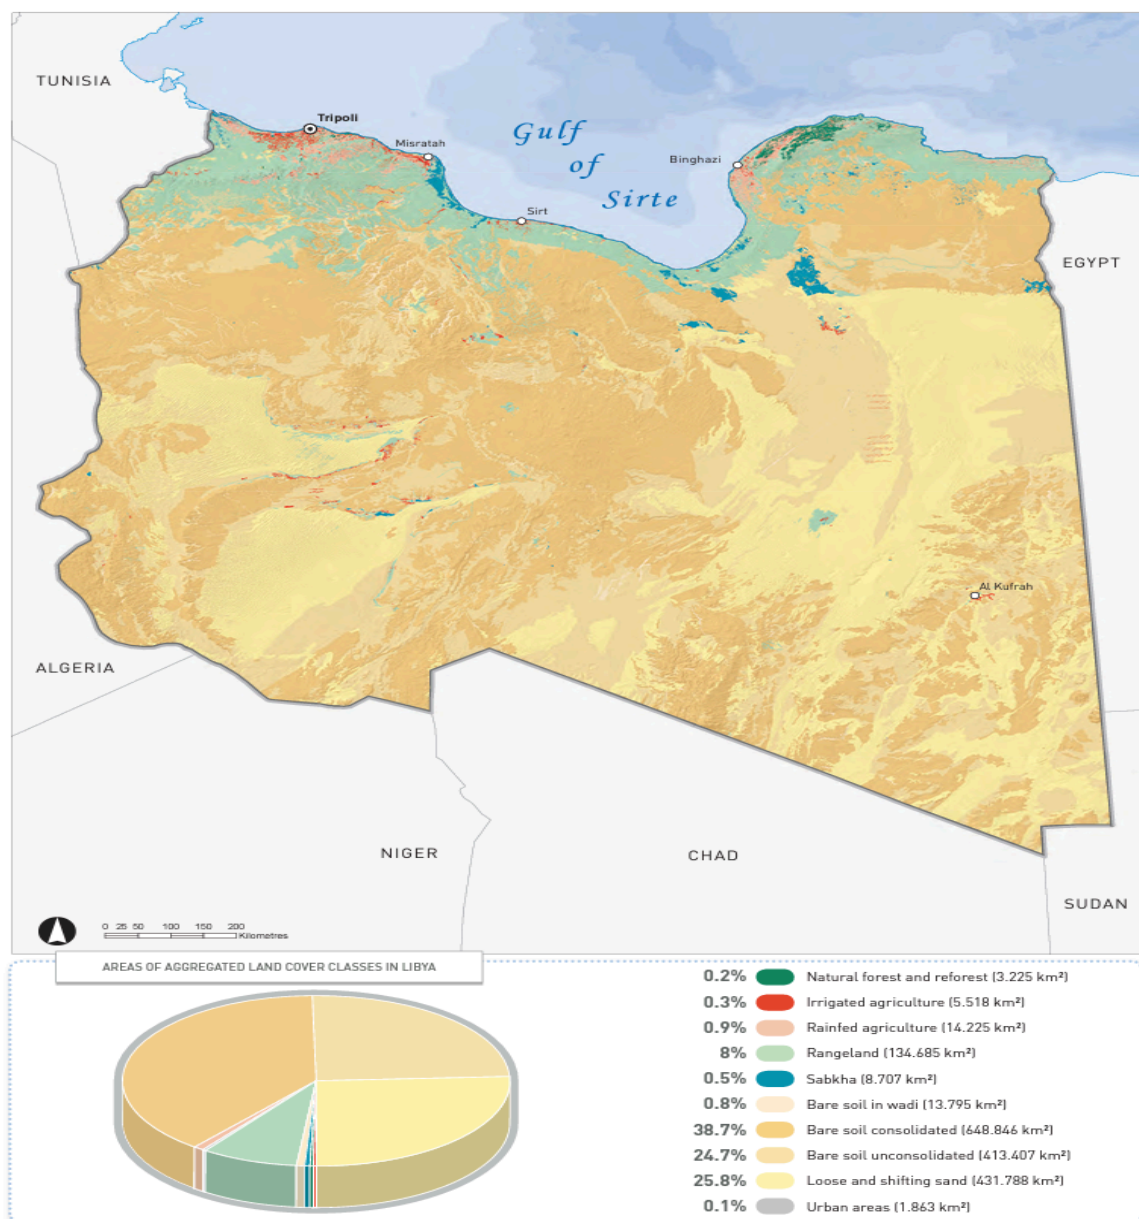 TUNISIA
Tripoli
Misratah
Gulf
of
Sirte
Binghazi
Sirt
EGYPT
Al Kufrah
ALGERIA
NIGER
CHAD
SUDAN
0 25 50 100 150 200
Kilometres
AREAS OF AGGREGATED LAND COVER CLASSES IN LIBYA
0.2% Natural forest and reforest (3.225 km²)
0.3% Irrigated agriculture (5.518 km²)
0.9% Rainfed agriculture (14.225 km²)
8% Rangeland (134.685 km²)
0.5% Sabkha (8.707 km²)
0.8% Bare soil in wadi (13.795 km²)
38.7% Bare soil consolidated (648.846 km²)
24.7% Bare soil unconsolidated (413.407 km²)
25.8% Loose and shifting sand (431.788 km²)
0.1% Urban areas (1.863 km²)